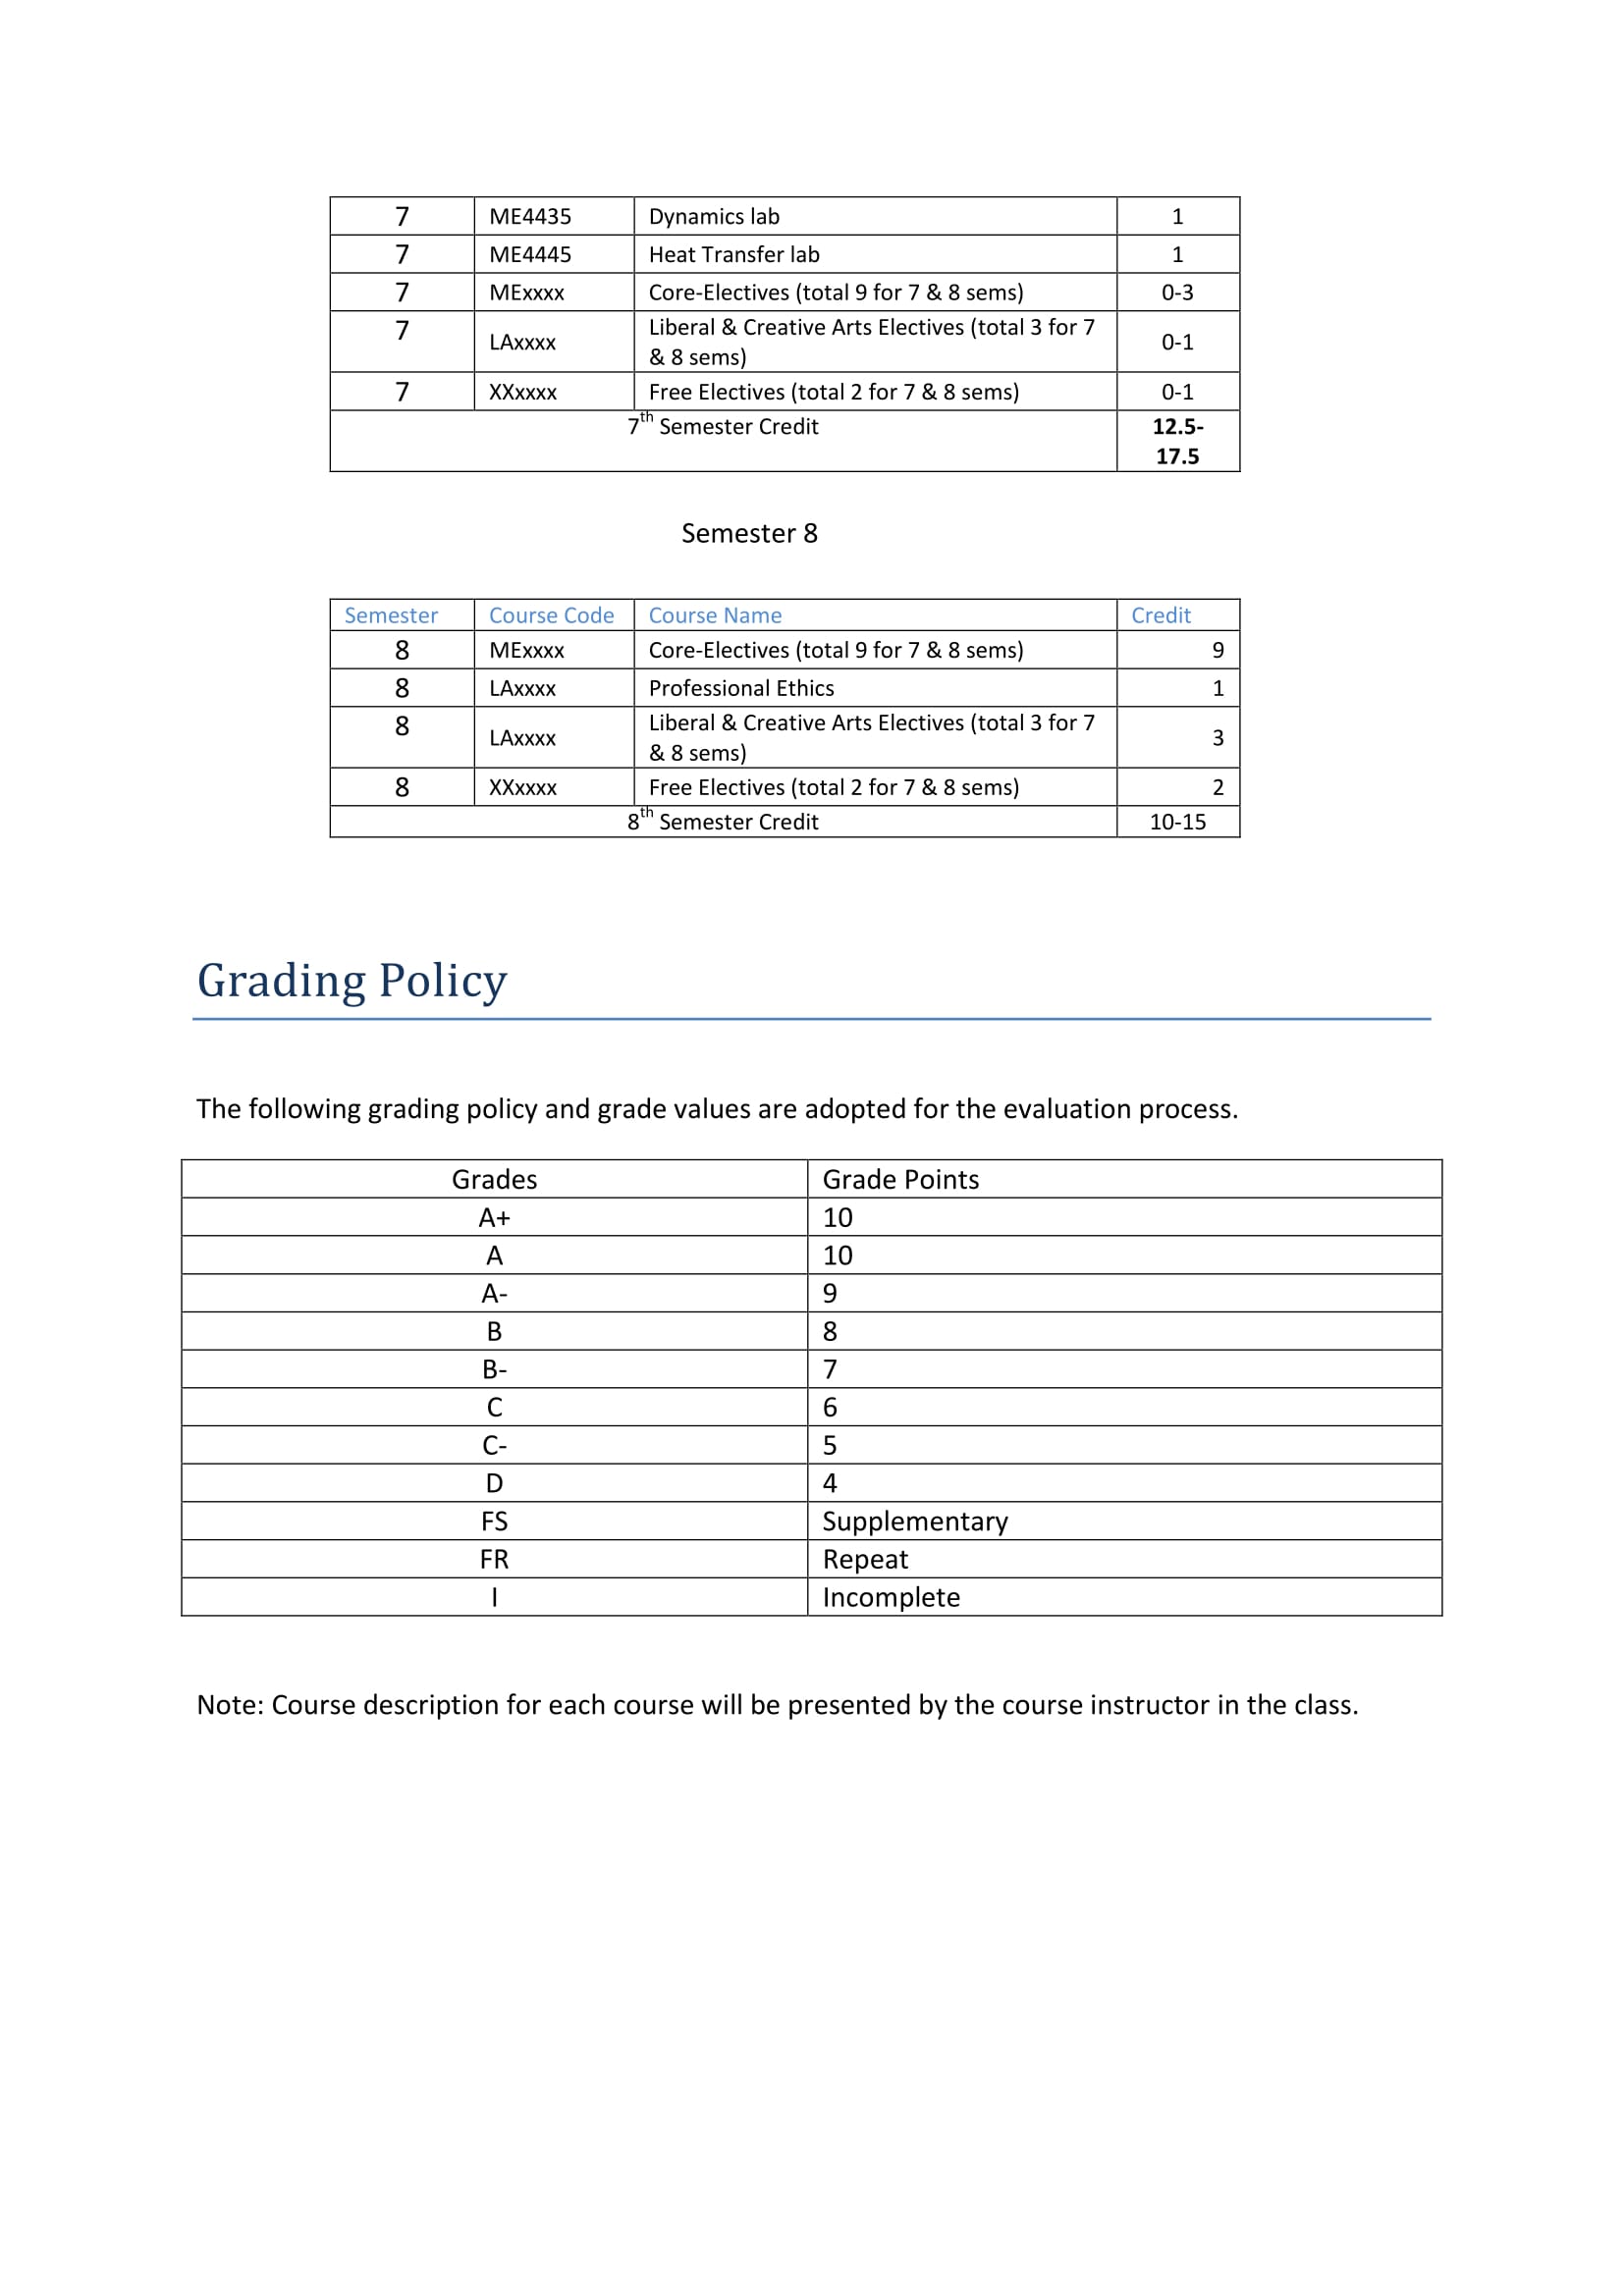 7 ME4435 Dynamics lab 1
7 ME4445 Heat Transfer lab 1
7 MExxxx Core-Electives (total 9 for 7 & 8 sems) 0-3
7 LAxxxx Liberal & Creative Arts Electives (total 3 for 7
& 8 sems) 0-1
7 XXxxxx Free Electives (total 2 for 7 & 8 sems) 0-1
7th Semester Credit 12.5-
17.5
Semester 8
Semester Course Code Course Name Credit
8 MExxxx Core-Electives (total 9 for 7 & 8 sems) 9
8 LAxxxx Professional Ethics 1
8 LAxxxx Liberal & Creative Arts Electives (total 3 for 7
& 8 sems) 3
8 XXxxxx Free Electives (total 2 for 7 & 8 sems) 2
8th Semester Credit 10-15
Grading Policy
The following grading policy and grade values are adopted for the evaluation process.
Grades Grade Points
A+ 10
A 10
A- 9
B 8
B- 7
C 6
C- 5
D 4
FS Supplementary
FR Repeat
I Incomplete
Note: Course description for each course will be presented by the course instructor in the class.